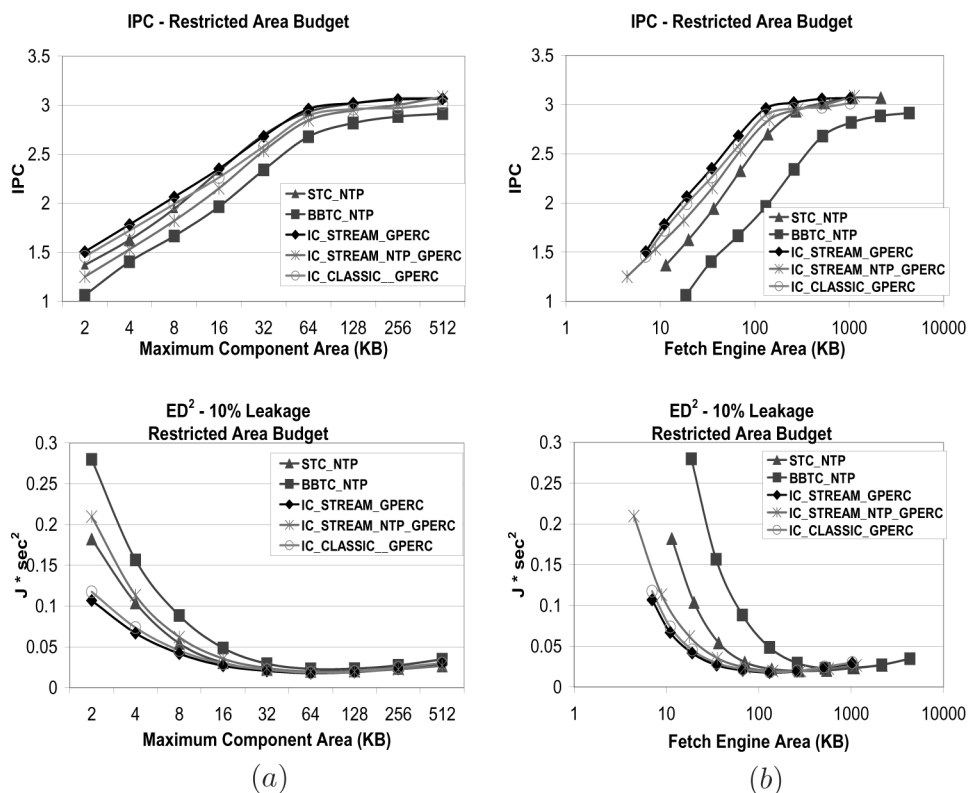 IPC - Restricted Area Budget
3.5
3
2.5
2
1.5
1
IPC
STC_NTP
BBTC_NTP
IC_STREAM_GPERC
IC_STREAM_NTP_GPERC
IC_CLASSIC__GPERC
2 4 8 16 32 64 128 256 512
Maximum Component Area (KB)
IPC - Restricted Area Budget
3.5
3
2.5
2
1.5
1
IPC
STC_NTP
BBTC_NTP
IC_STREAM_GPERC
IC_STREAM_NTP_GPERC
IC_CLASSIC_GPERC
1 10 100 1000 10000
Fetch Engine Area (KB)
ED² - 10% Leakage
Restricted Area Budget
0.3
0.25
0.2
0.15
0.1
0.05
0
J * sec²
STC_NTP
BBTC_NTP
IC_STREAM_GPERC
IC_STREAM_NTP_GPERC
IC_CLASSIC__GPERC
2 4 8 16 32 64 128 256 512
Maximum Component Area (KB)
(a)
ED² - 10% Leakage
Restricted Area Budget
0.3
0.25
0.2
0.15
0.1
0.05
0
J * sec²
STC_NTP
BBTC_NTP
IC_STREAM_GPERC
IC_STREAM_NTP_GPERC
IC_CLASSIC_GPERC
1 10 100 1000 10000
Fetch Engine Area (KB)
(b)